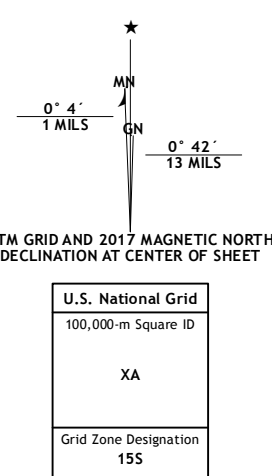 ★
MN
GN
0° 4´
1 MILS
0° 42´
13 MILS
TM GRID AND 2017 MAGNETIC NORTH
DECLINATION AT CENTER OF SHEET
U.S. National Grid
100,000-m Square ID
XA
Grid Zone Designation
15S